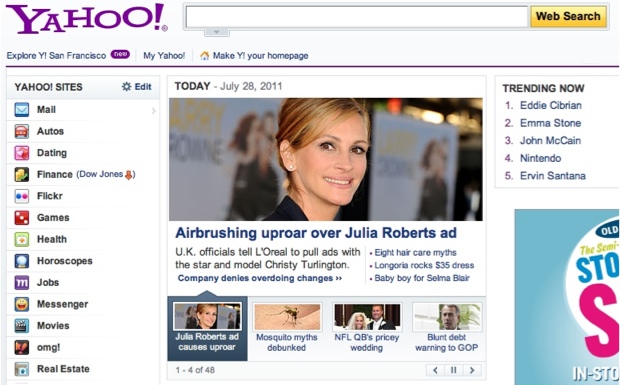 YAHOO!
Web Search
Explore Y! San Francisco new My Yahoo! Make Y! your homepage
YAHOO! SITES Edit
Mail
Autos
Dating
Finance (Dow Jones)
Flickr
Games
Health
Horoscopes
Jobs
Messenger
Movies
omg!
Real Estate
TODAY - July 28, 2011
Airbrushing uproar over Julia Roberts ad
U.K. officials tell L'Oreal to pull ads with
the star and model Christy Turlington.
Company denies overdoing changes ››
• Eight hair care myths
• Longoria rocks $35 dress
• Baby boy for Selma Blair
Julia Roberts ad
causes uproar
Mosquito myths
debunked
NFL QB's pricey
wedding
Blunt debt
warning to GOP
1 - 4 of 48
TRENDING NOW
1. Eddie Cibrian
2. Emma Stone
3. John McCain
4. Nintendo
5. Ervin Santana
OLD
The Semi-
STO
S
IN-STO